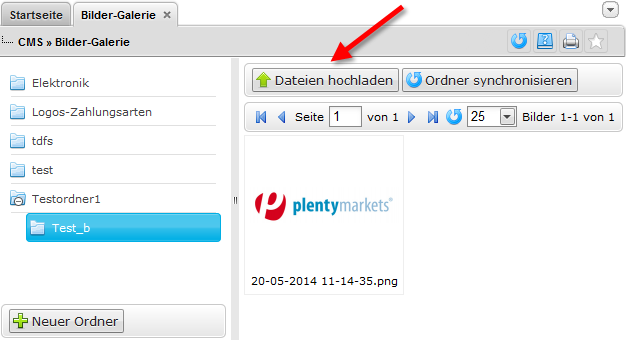 Startseite
Bilder-Galerie
CMS » Bilder-Galerie
Elektronik
Logos-Zahlungsarten
tdfs
test
Testordner1
Test_b
Neuer Ordner
Dateien hochladen
Ordner synchronisieren
Seite 1 von 1
25
Bilder 1-1 von 1
plentymarkets®
20-05-2014 11-14-35.png